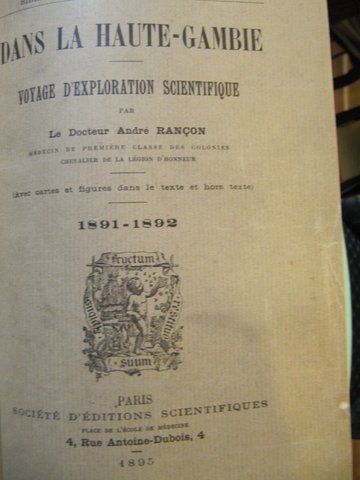 DANS LA HAUTE-GAMBIE
VOYAGE D'EXPLORATION SCIENTIFIQUE
PAR
Le Docteur André RANÇON
MÉDECIN DE PREMIÈRE CLASSE DES COLONIES
CHEVALIER DE LA LÉGION D'HONNEUR
(Avec cartes et figures dans le texte et hors texte)
1891-1892
fructum
suum
PARIS
SOCIÉTÉ D'ÉDITIONS SCIENTIFIQUES
PLACE DE L'ÉCOLE DE MÉDECINE
4, Rue Antoine-Dubois, 4
1895